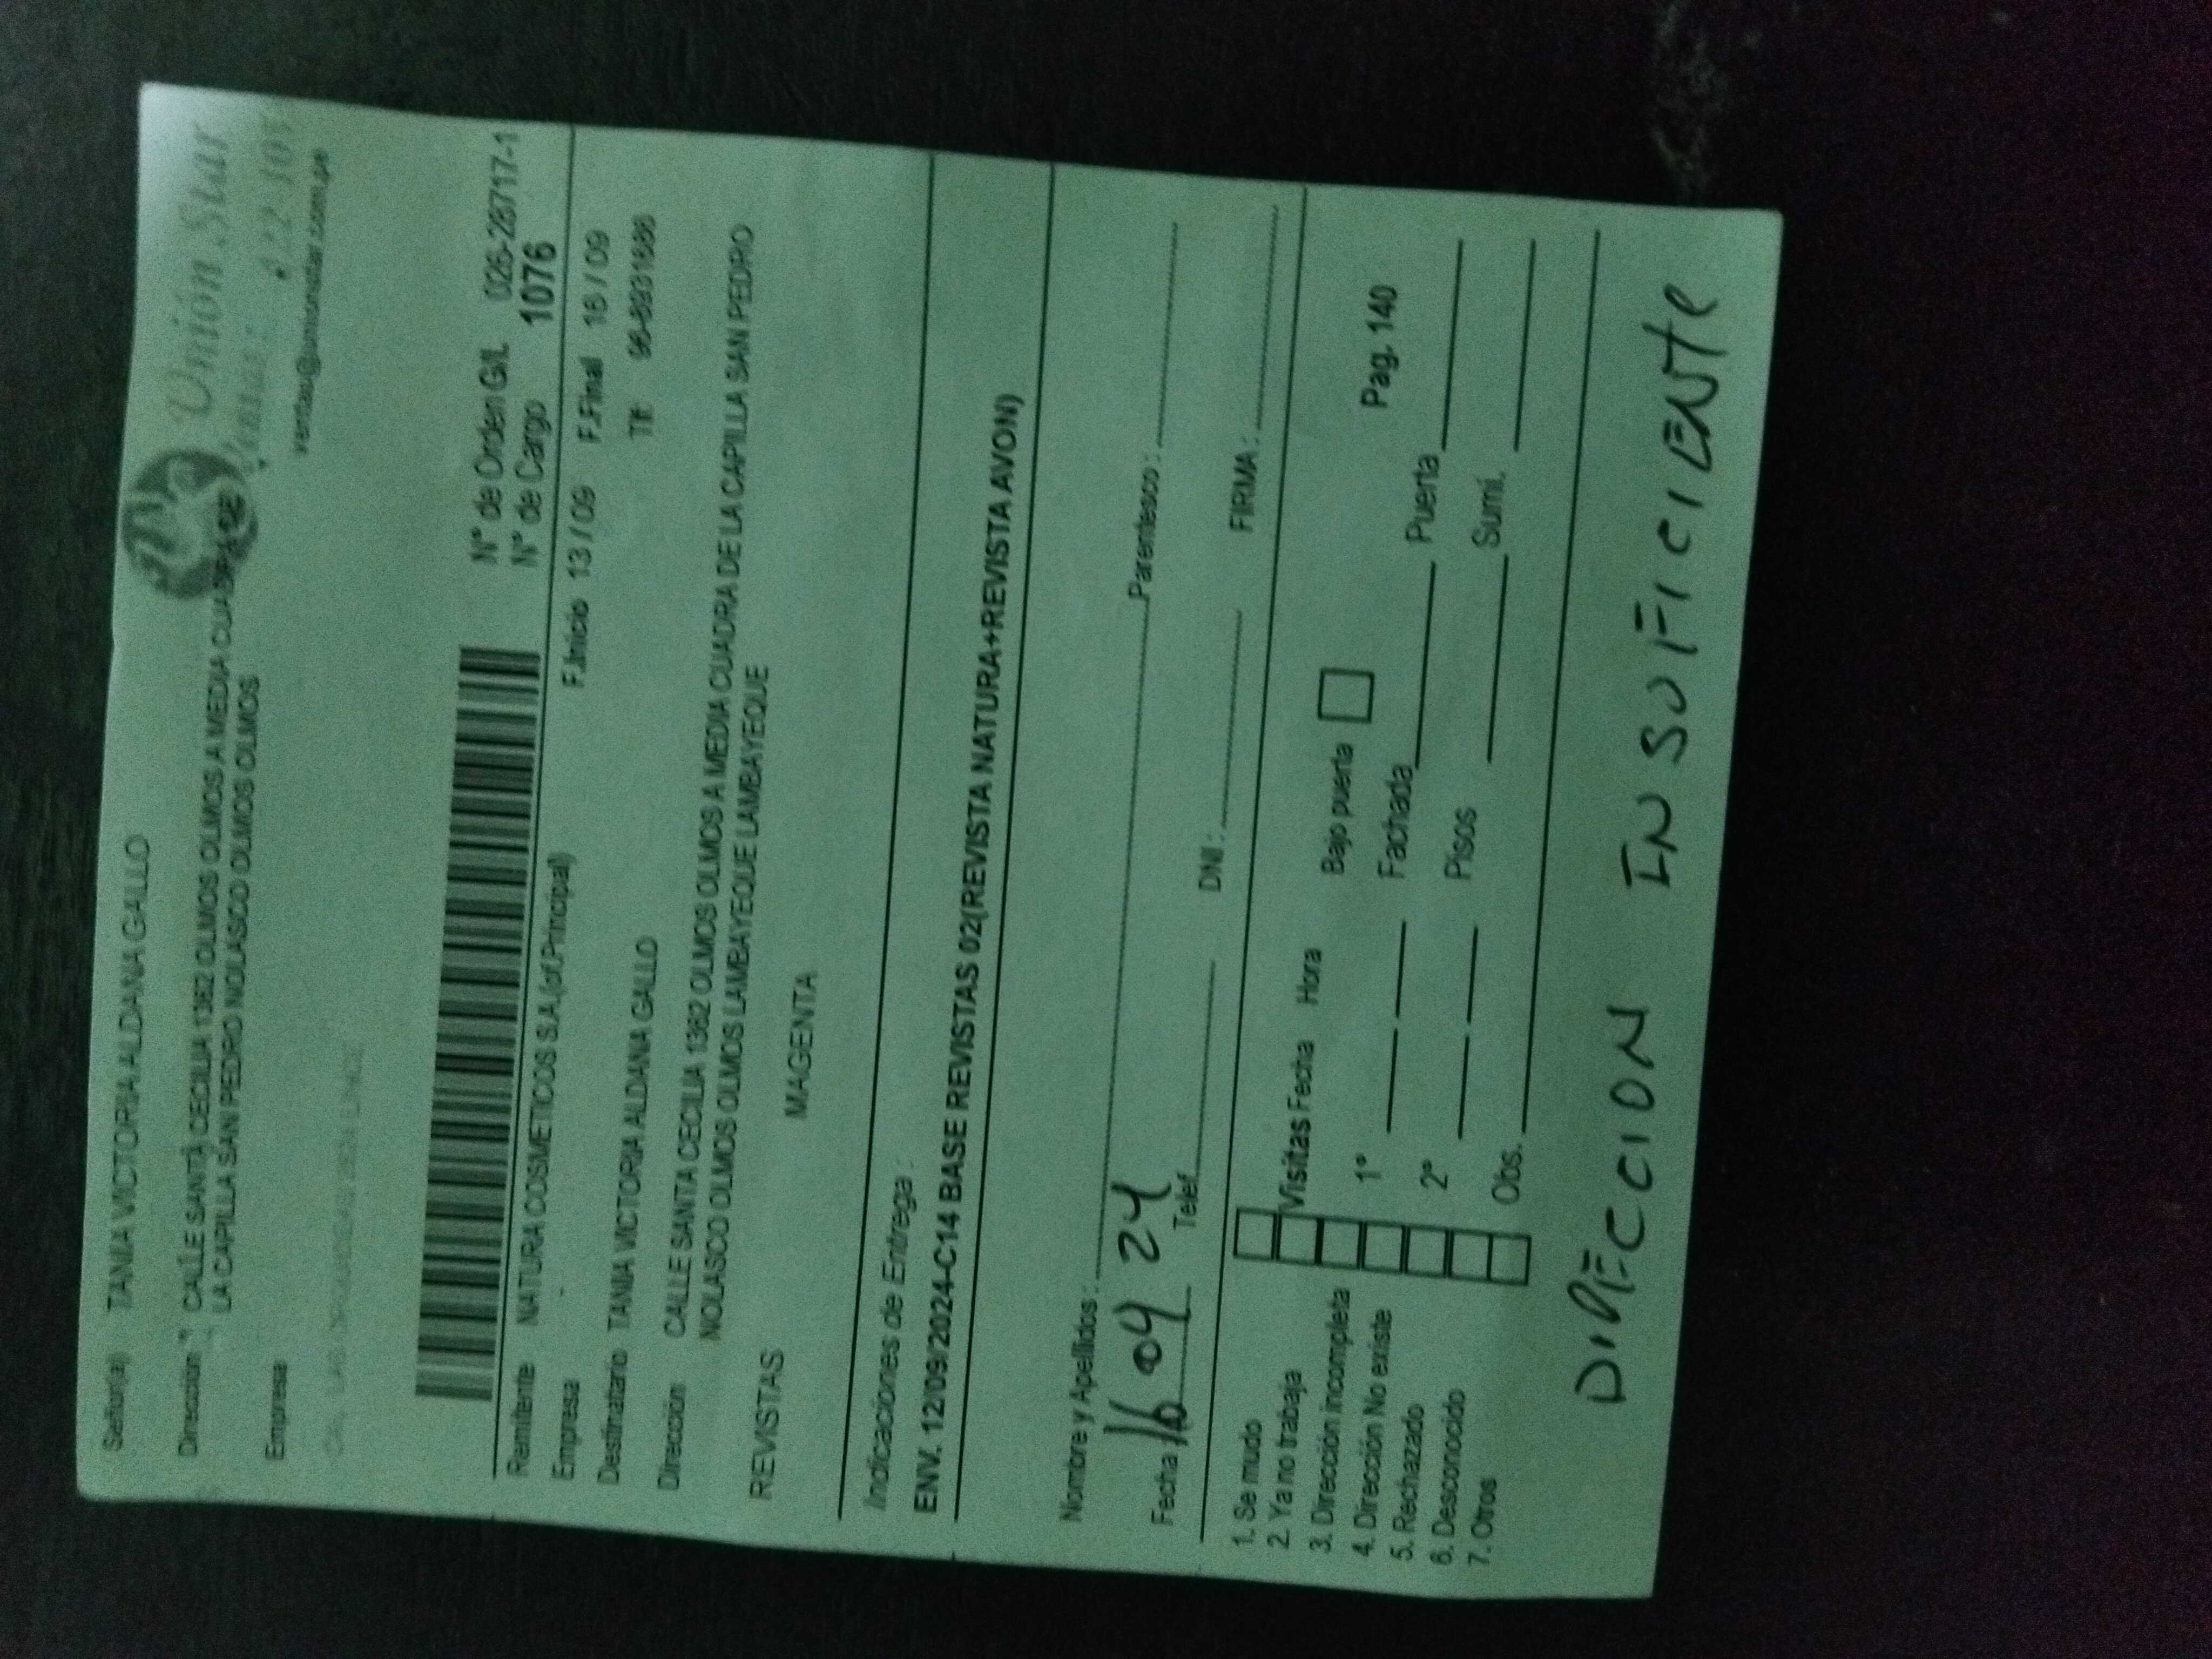 Señor(a) TANIA VICTORIA ALDANA GALLO
Unión Star
Dirección CALLE SANTA CECILIA 1362 OLMOS OLMOS A MEDIA CUADRA DE
LA CAPILLA SAN PEDRO NOLASCO OLMOS OLMOS
ventas@unionstar.com.pe
Empresa
N° de Orden G/L 026-28717-1
N° de Cargo 1076
Remitente NATURA COSMETICOS S.A.(of.Principal)
F.Inicio 13 / 09 F.Final 16 / 09
Empresa -
Destinatario TANIA VICTORIA ALDANA GALLO
Tlf.
Dirección CALLE SANTA CECILIA 1362 OLMOS OLMOS A MEDIA CUADRA DE LA CAPILLA SAN PEDRO
NOLASCO OLMOS OLMOS LAMBAYEQUE LAMBAYEQUE
REVISTAS MAGENTA
Indicaciones de Entrega :
ENV. 12/09/2024-C14 BASE REVISTAS 02(REVISTA NATURA+REVISTA AVON)
Nombre y Apellidos : Parentesco :
Fecha 16 09 24 Telef. DNI : FIRMA :
1. Se mudo
2. Ya no trabaja
3. Dirección incompleta
4. Dirección No existe
5. Rechazado
6. Desconocido
7. Otros
Visitas Fecha Hora Bajo puerta Pag. 140
1° Fachada Puerta
2° Pisos Sumi.
Obs.
DIRECCION INSUFICIENTE